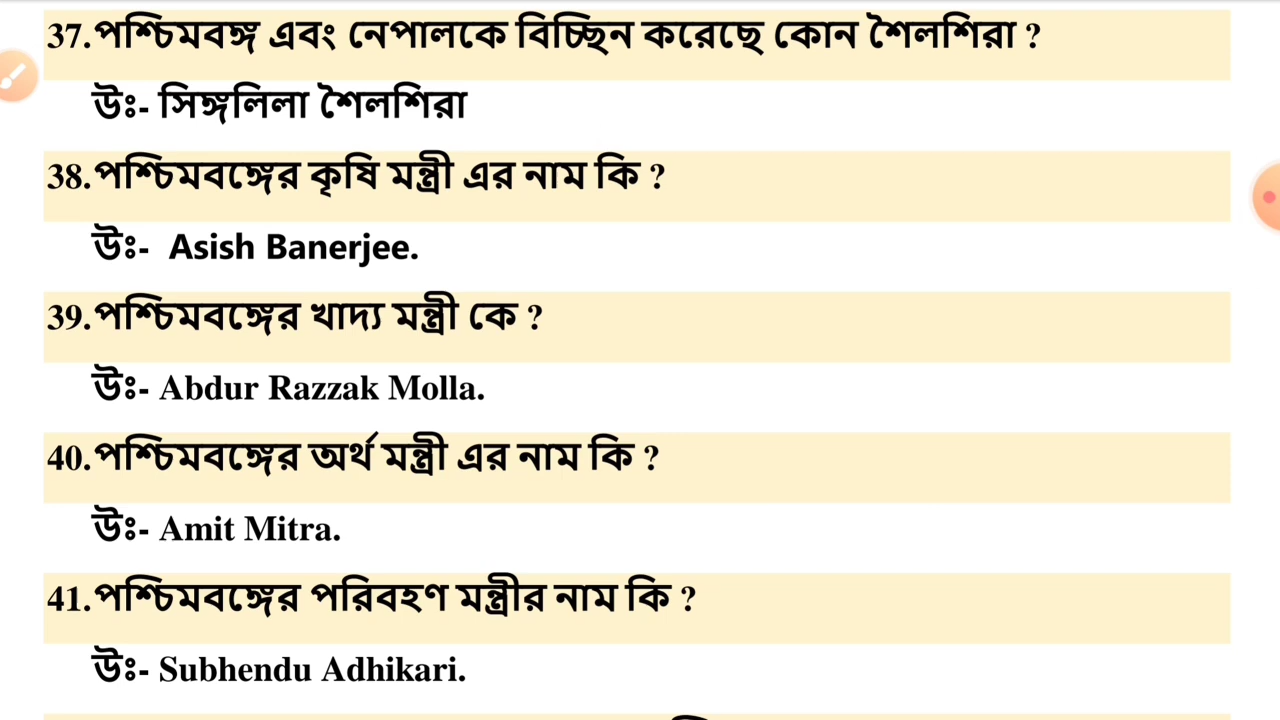 37.পশ্চিমবঙ্গ এবং নেপালকে বিচ্ছিন করেছে কোন শৈলশিরা ?
উঃ- সিঙ্গলিলা শৈলশিরা
38.পশ্চিমবঙ্গের কৃষি মন্ত্রী এর নাম কি ?
উঃ- Asish Banerjee.
39.পশ্চিমবঙ্গের খাদ্য মন্ত্রী কে ?
উঃ- Abdur Razzak Molla.
40.পশ্চিমবঙ্গের অর্থ মন্ত্রী এর নাম কি ?
উঃ- Amit Mitra.
41.পশ্চিমবঙ্গের পরিবহণ মন্ত্রীর নাম কি ?
উঃ- Subhendu Adhikari.